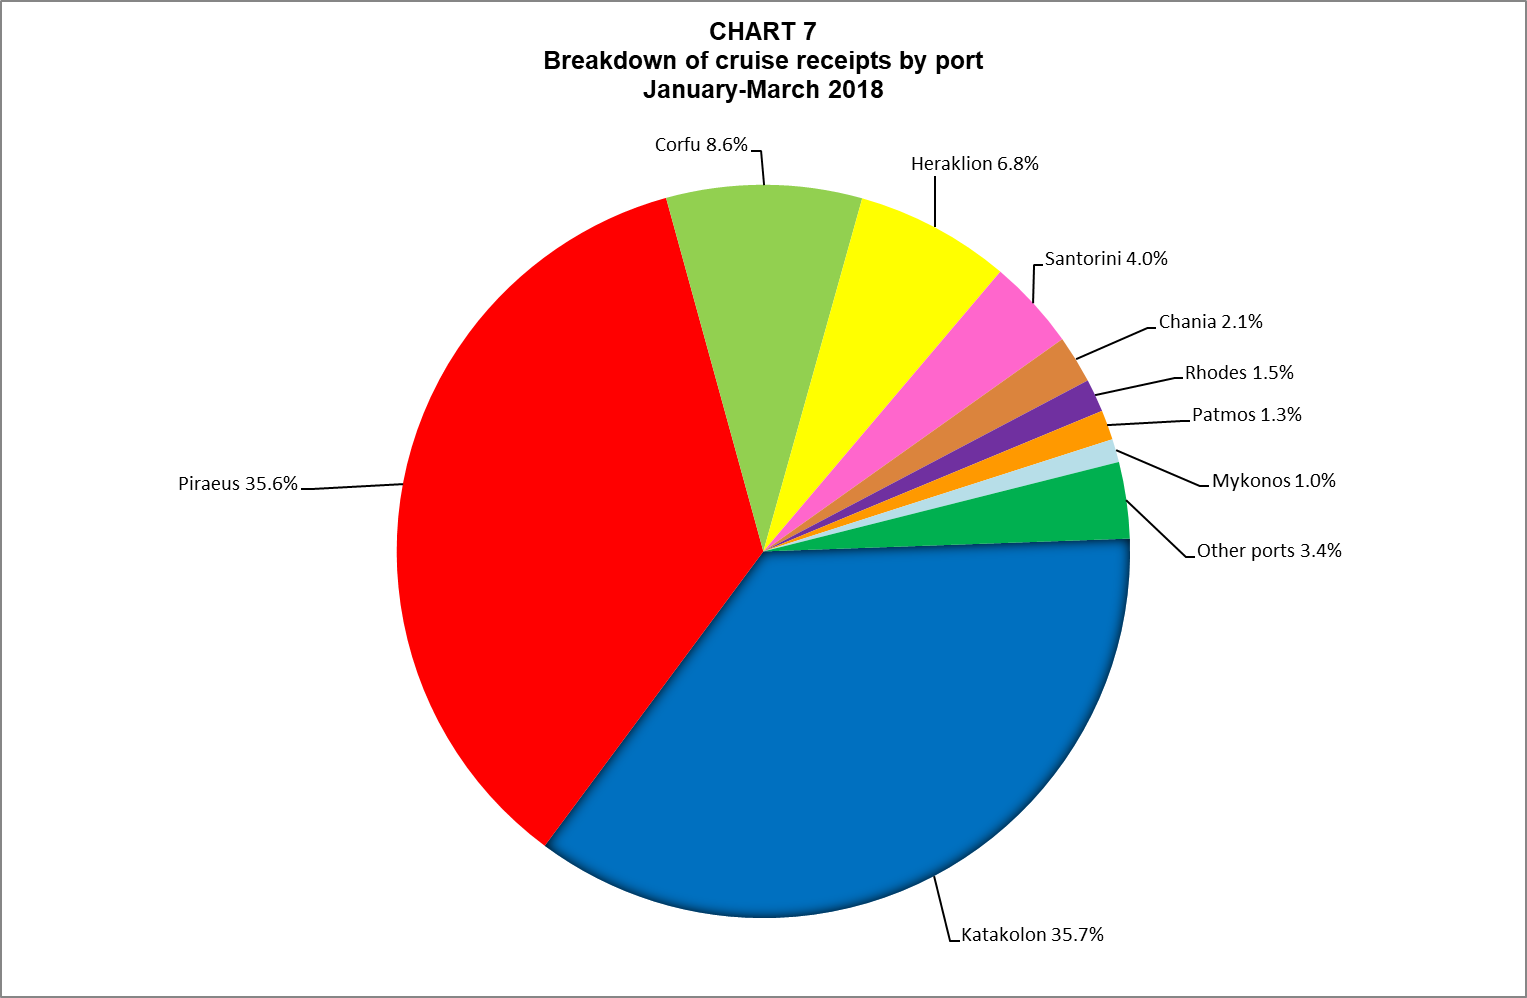 CHART 7
Breakdown of cruise receipts by port
January-March 2018
Corfu 8.6%
Heraklion 6.8%
Santorini 4.0%
Chania 2.1%
Rhodes 1.5%
Patmos 1.3%
Piraeus 35.6%
Mykonos 1.0%
Other ports 3.4%
Katakolon 35.7%